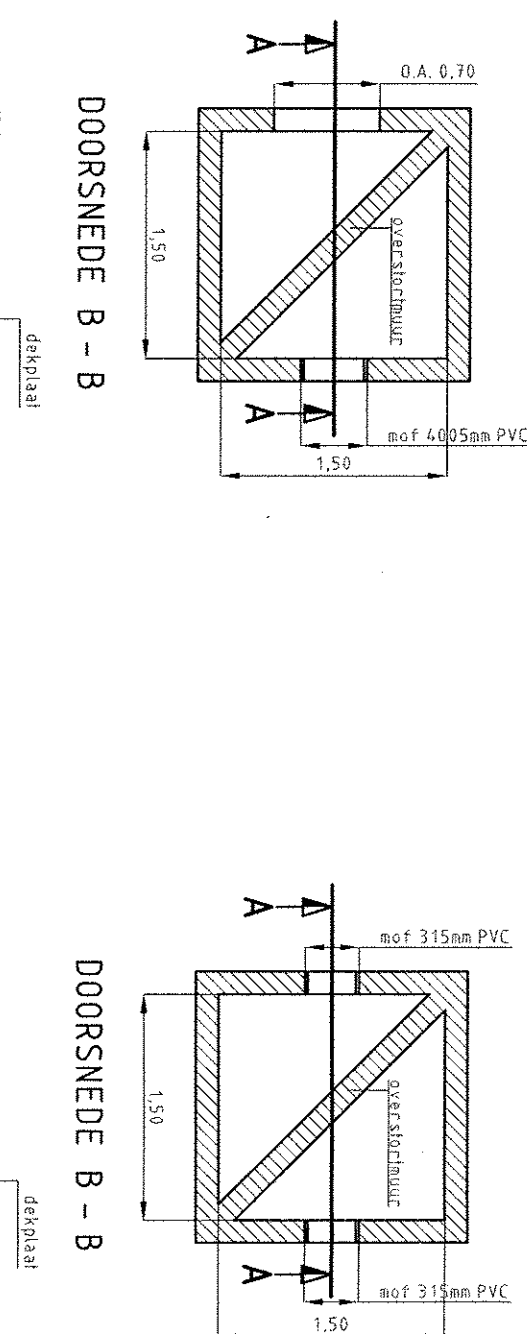 A
O.A. 0,70
overstortmuur
1,50
DOORSNEDE B - B
A
mof 4005mm PVC
1,50
dekplaat
A
mof 315mm PVC
overstortmuur
1,50
DOORSNEDE B - B
A
mof 315mm PVC
1,50
dekplaat